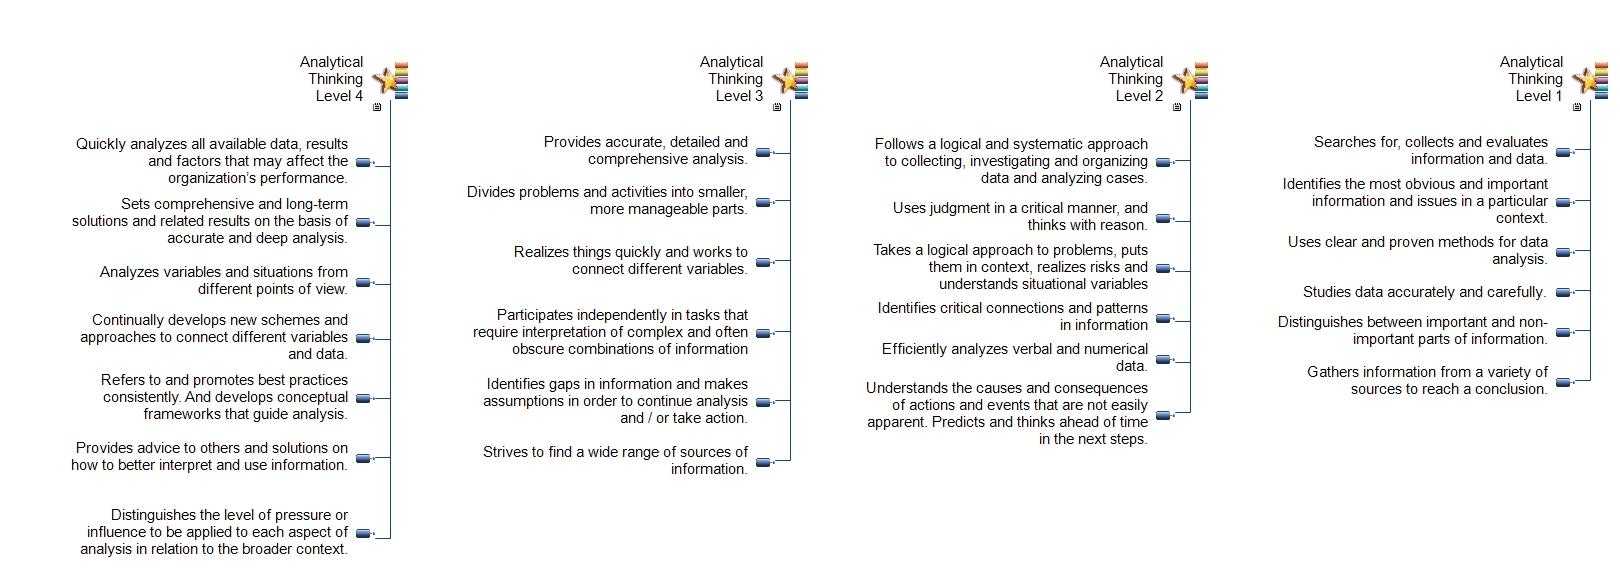 Analytical
Thinking
Level 4
Quickly analyzes all available data, results
and factors that may affect the
organization’s performance.
Sets comprehensive and long-term
solutions and related results on the basis of
accurate and deep analysis.
Analyzes variables and situations from
different points of view.
Continually develops new schemes and
approaches to connect different variables
and data.
Refers to and promotes best practices
consistently. And develops conceptual
frameworks that guide analysis.
Provides advice to others and solutions on
how to better interpret and use information.
Distinguishes the level of pressure or
influence to be applied to each aspect of
analysis in relation to the broader context.
Analytical
Thinking
Level 3
Provides accurate, detailed and
comprehensive analysis.
Divides problems and activities into smaller,
more manageable parts.
Realizes things quickly and works to
connect different variables.
Participates independently in tasks that
require interpretation of complex and often
obscure combinations of information
Identifies gaps in information and makes
assumptions in order to continue analysis
and / or take action.
Strives to find a wide range of sources of
information.
Analytical
Thinking
Level 2
Follows a logical and systematic approach
to collecting, investigating and organizing
data and analyzing cases.
Uses judgment in a critical manner, and
thinks with reason.
Takes a logical approach to problems, puts
them in context, realizes risks and
understands situational variables
Identifies critical connections and patterns
in information
Efficiently analyzes verbal and numerical
data.
Understands the causes and consequences
of actions and events that are not easily
apparent. Predicts and thinks ahead of time
in the next steps.
Analytical
Thinking
Level 1
Searches for, collects and evaluates
information and data.
Identifies the most obvious and important
information and issues in a particular
context.
Uses clear and proven methods for data
analysis.
Studies data accurately and carefully.
Distinguishes between important and non-
important parts of information.
Gathers information from a variety of
sources to reach a conclusion.